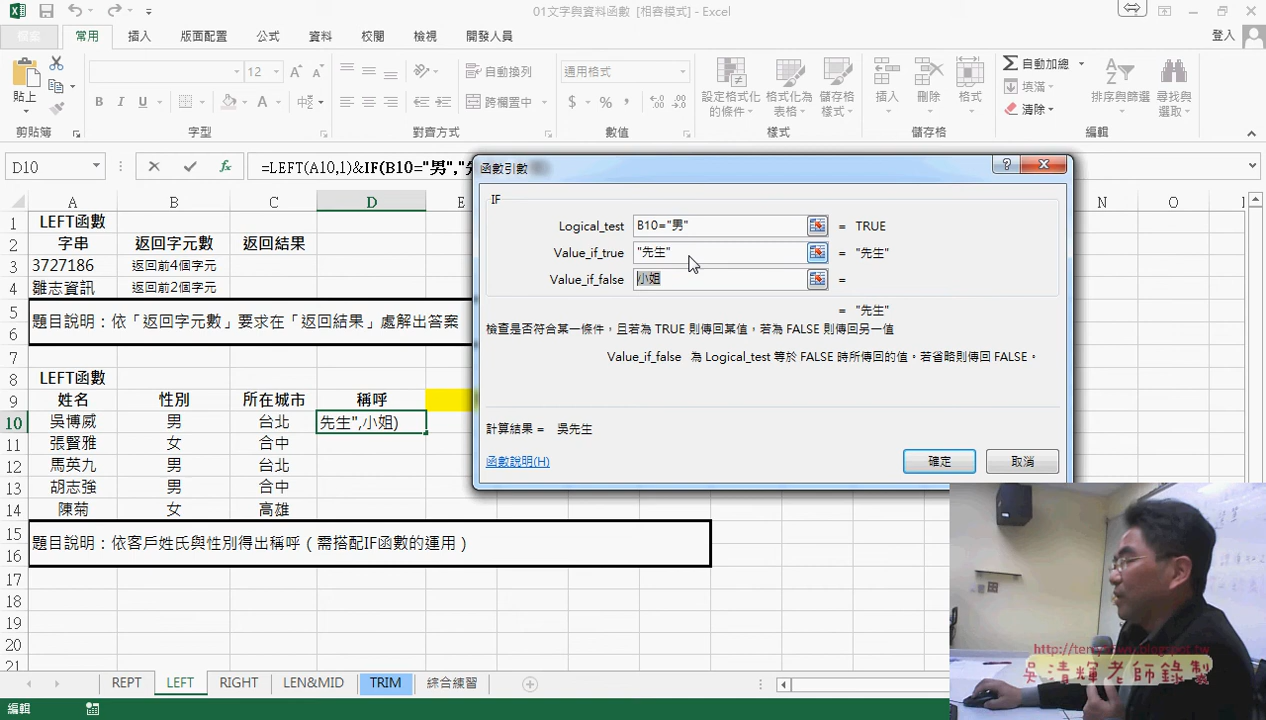 01文字與資料函數 [相容模式] - Excel
檔案 常用 插入 版面配置 公式 資料 校閱 檢視 開發人員 登入
12
自動換列
通用格式
自動加總
貼上
跨欄置中
設定格式化的條件
格式化為表格
儲存格樣式
插入 刪除 格式
填滿
清除
排序與篩選 尋找與選取
剪貼簿 字型 對齊方式 數值 樣式 儲存格 編輯
D10
=LEFT(A10,1)&IF(B10="男","先
A B C D E N O
1 LEFT函數
2 字串 返回字元數 返回結果
3 3727186 返回前4個字元
4 雛志資訊 返回前2個字元
5 題目說明：依「返回字元數」要求在「返回結果」處解出答案
6
7
8 LEFT函數
9 姓名 性別 所在城市 稱呼
10 吳博威 男 台北 先生",小姐)
11 張賢雅 女 台中
12 馬英九 男 台北
13 胡志強 男 台中
14 陳菊 女 高雄
15 題目說明：依客戶姓氏與性別得出稱呼（需搭配IF函數的運用）
16
17
18
19
20
21
函數引數
IF
Logical_test B10="男" = TRUE
Value_if_true "先生" = "先生"
Value_if_false 小姐 =
= "先生"
檢查是否符合某一條件，且若為 TRUE 則傳回某值，若為 FALSE 則傳回另一值
Value_if_false 為 Logical_test 等於 FALSE 時所傳回的值。若省略則傳回 FALSE。
計算結果 = 吳先生
函數說明(H)
確定 取消
吳清輝老師錄製
REPT LEFT RIGHT LEN&MID TRIM 綜合練習
編輯